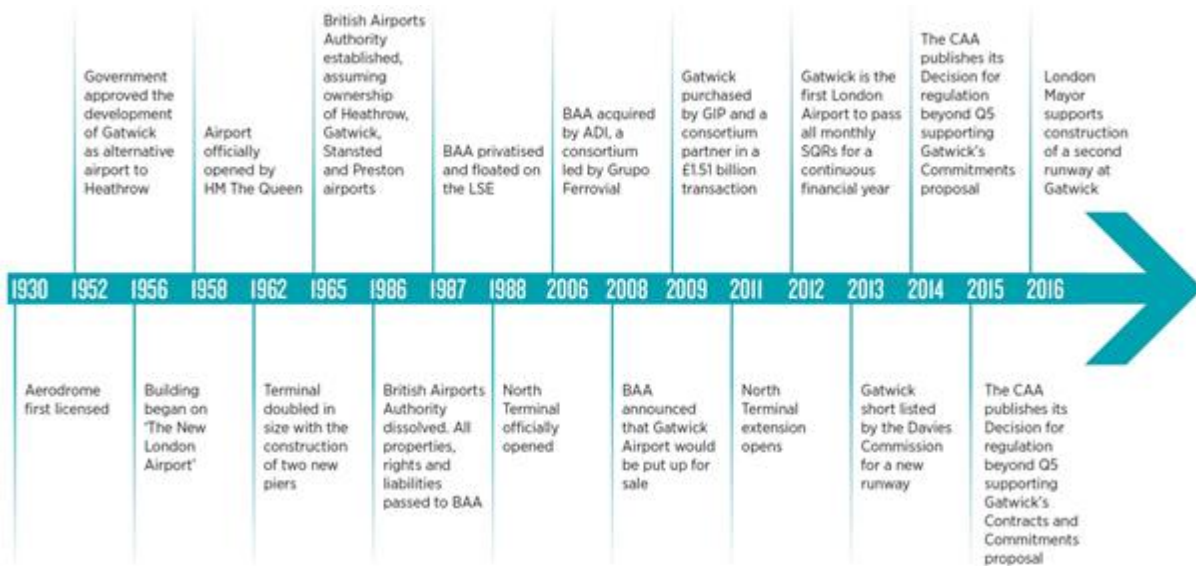 Government
approved the
development
of Gatwick
as alternative
airport to
Heathrow
Airport
officially
opened by
HM The Queen
British Airports
Authority
established,
assuming
ownership
of Heathrow,
Gatwick,
Stansted
and Preston
airports
BAA privatised
and floated on
the LSE
BAA acquired
by ADI, a
consortium
led by Grupo
Ferrovial
Gatwick
purchased
by GIP and a
consortium
partner in a
£1.51 billion
transaction
Gatwick is the
first London
Airport to pass
all monthly
SQRs for a
continuous
financial year
The CAA
publishes its
Decision for
regulation
beyond Q5
supporting
Gatwick's
Commitments
proposal
London
Mayor
supports
construction
of a second
runway at
Gatwick
1930 1952 1956 1958 1962 1965 1986 1987 1988 2006 2008 2009 2011 2012 2013 2014 2015 2016
Aerodrome
first licensed
Building
began on
'The New
London
Airport'
Terminal
doubled in
size with the
construction
of two new
piers
British Airports
Authority
dissolved. All
properties,
rights and
liabilities
passed to BAA
North
Terminal
officially
opened
BAA
announced
that Gatwick
Airport would
be put up for
sale
North
Terminal
extension
opens
Gatwick
short listed
by the Davies
Commission
for a new
runway
The CAA
publishes its
Decision for
regulation
beyond Q5
supporting
Gatwick's
Contracts and
Commitments
proposal